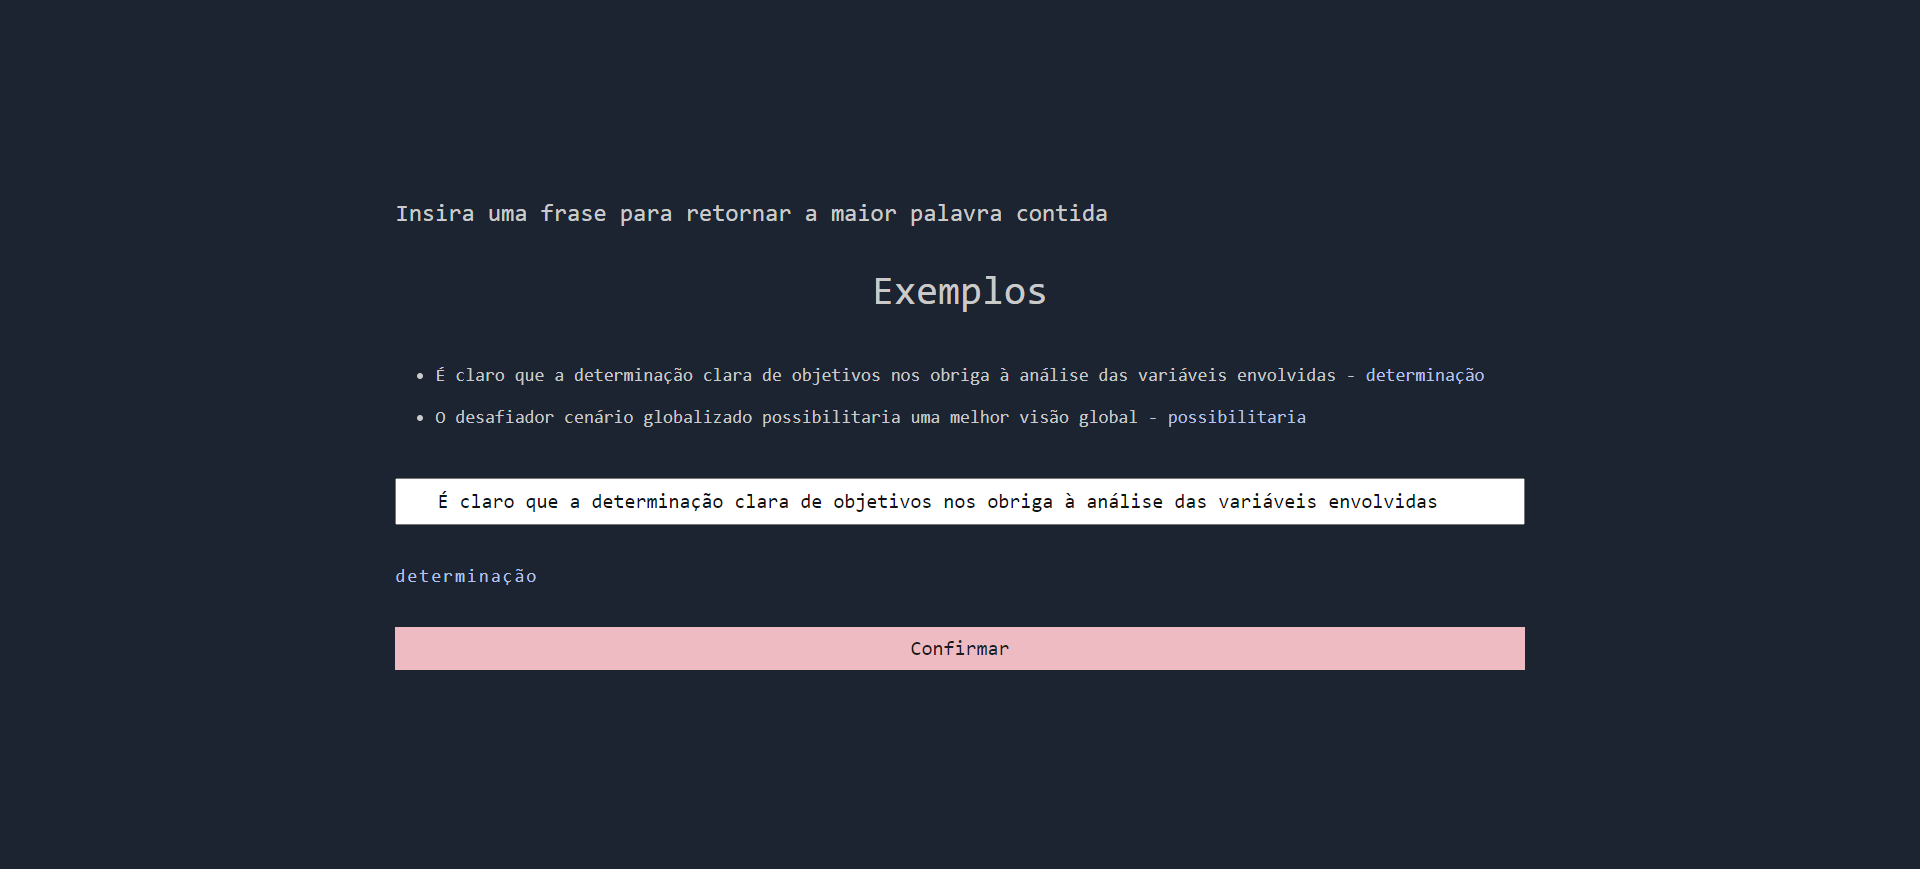 Insira uma frase para retornar a maior palavra contida
Exemplos
• É claro que a determinação clara de objetivos nos obriga à análise das variáveis envolvidas - determinação
• O desafiador cenário globalizado possibilitaria uma melhor visão global - possibilitaria
É claro que a determinação clara de objetivos nos obriga à análise das variáveis envolvidas
determinação
Confirmar